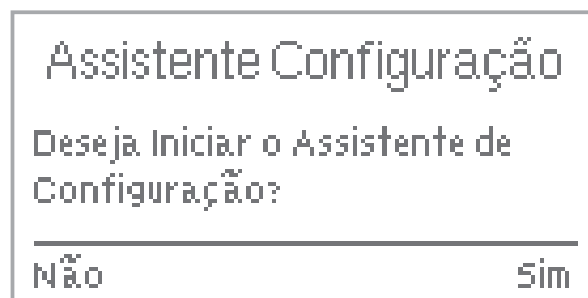 Assistente Configuração
Deseja Iniciar o Assistente de
Configuração?
Não Sim